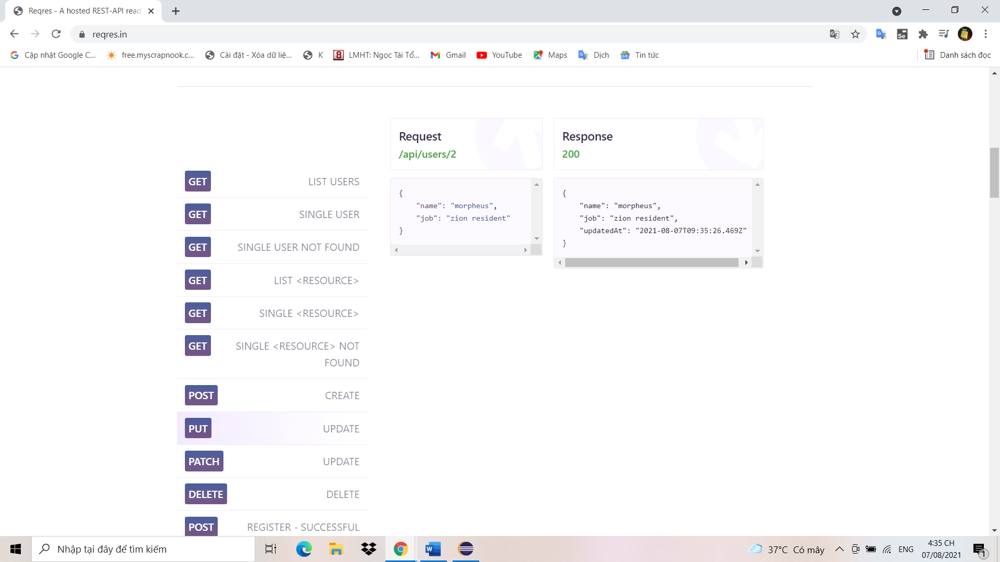 Reqres - A hosted REST-API read
reqres.in
Cập nhật Google C...
free.myscrapnook.c...
Cài đặt - Xóa dữ liệ...
K
LMHT: Ngọc Tái Tổ...
Gmail
YouTube
Maps
Dịch
Tin tức
Danh sách đọc
Request
/api/users/2
Response
200
{
"name": "morpheus",
"job": "zion resident"
}
{
"name": "morpheus",
"job": "zion resident",
"updatedAt": "2021-08-07T09:35:26.469Z"
}
GET LIST USERS
GET SINGLE USER
GET SINGLE USER NOT FOUND
GET LIST <RESOURCE>
GET SINGLE <RESOURCE>
GET SINGLE <RESOURCE> NOT
FOUND
POST CREATE
PUT UPDATE
PATCH UPDATE
DELETE DELETE
POST REGISTER - SUCCESSFUL
Nhập tại đây để tìm kiếm
37°C Có mây
ENG
4:35 CH
07/08/2021
1